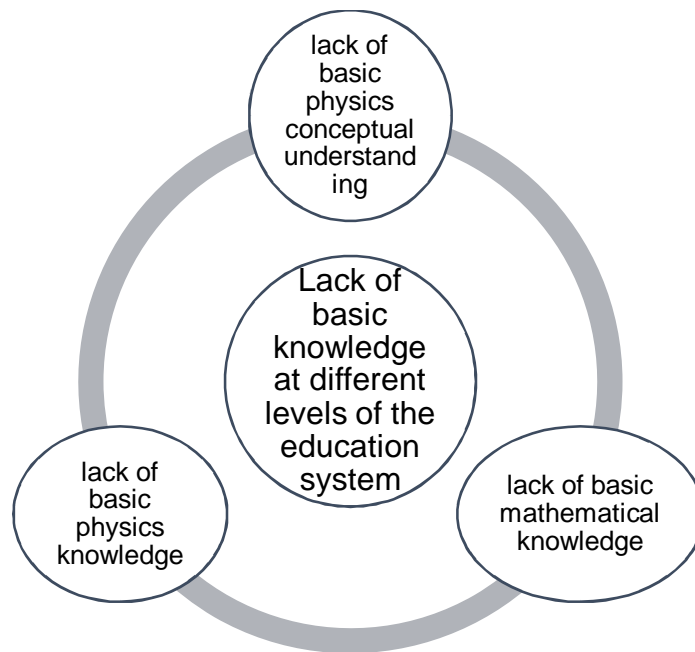 lack of
basic
physics
conceptual
understand
ing
Lack of
basic
knowledge
at different
levels of the
education
system
lack of
basic
physics
knowledge
lack of basic
mathematical
knowledge